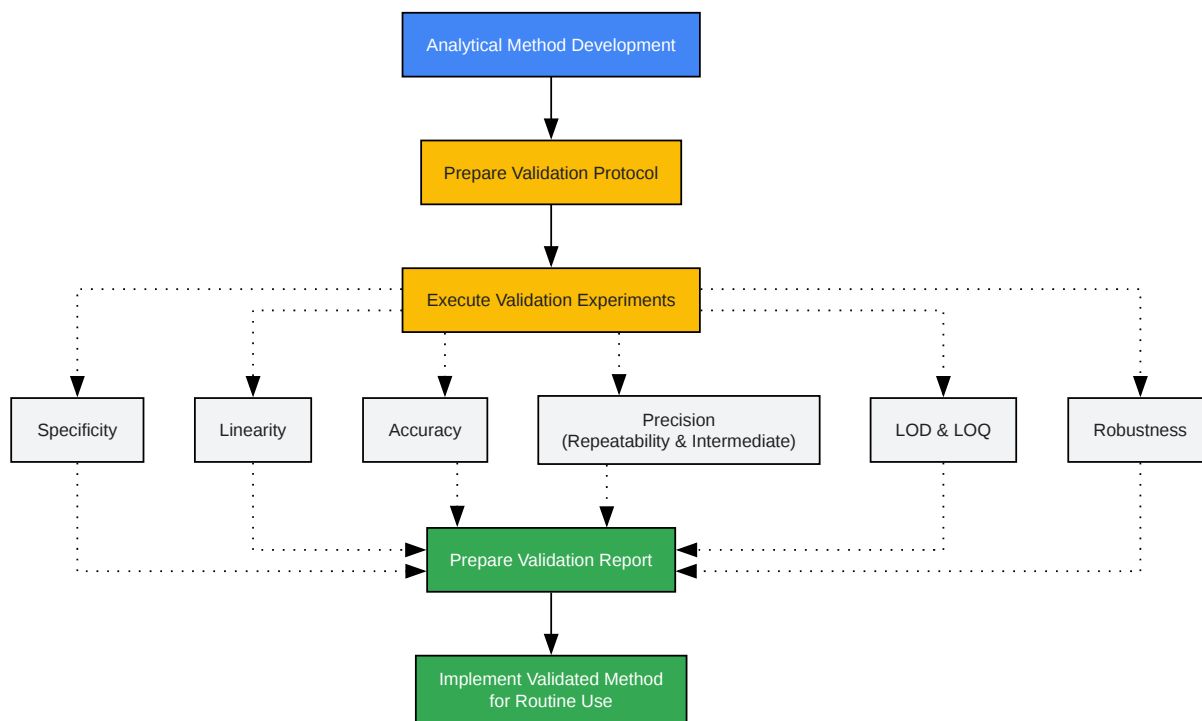 Analytical Method Development
Prepare Validation Protocol
Execute Validation Experiments
Specificity
Linearity
Accuracy
Precision
(Repeatability & Intermediate)
LOD & LOQ
Robustness
Prepare Validation Report
Implement Validated Method
for Routine Use